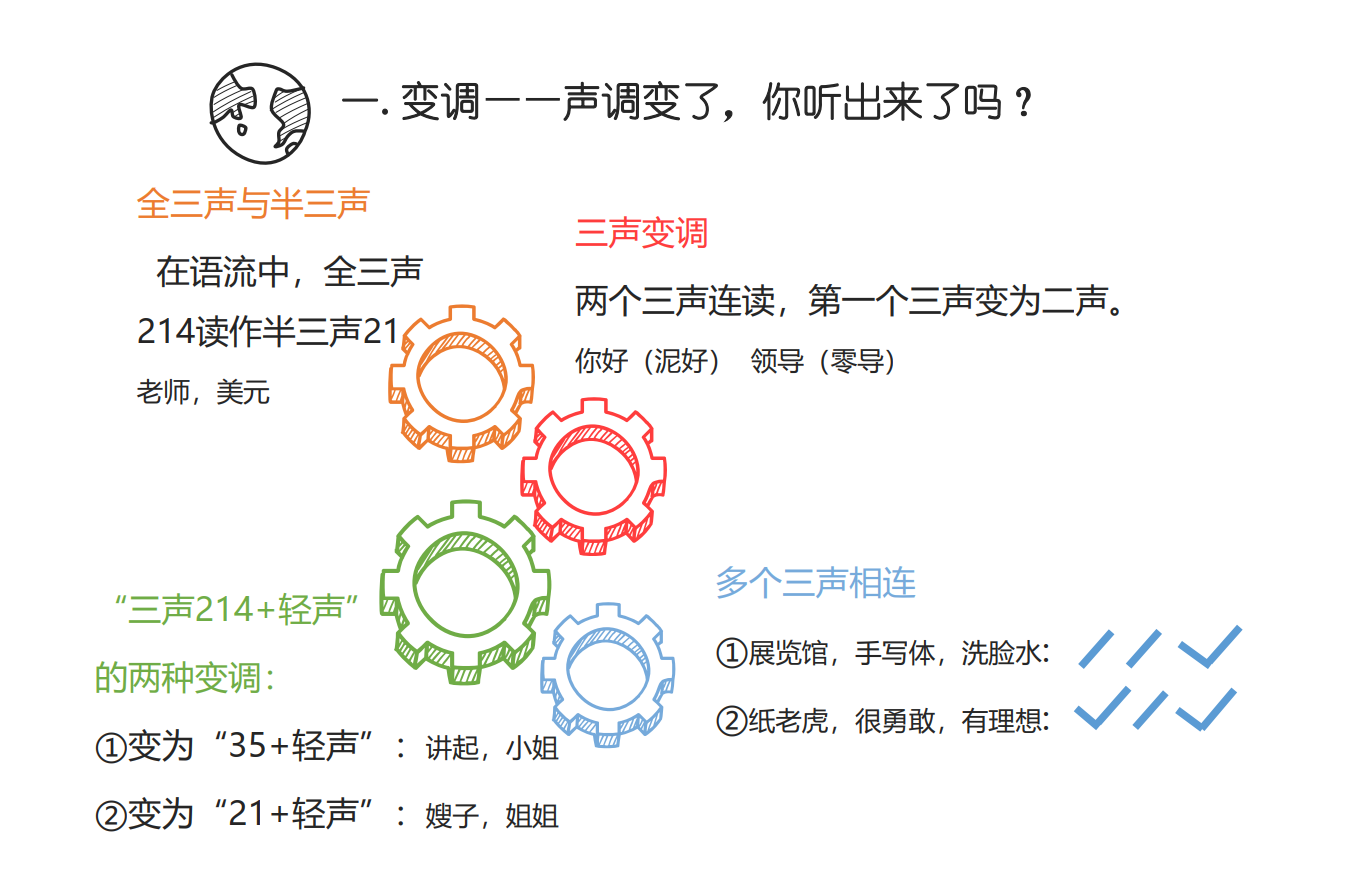 一.变调——声调变了，你听出来了吗？
全三声与半三声
在语流中，全三声
214读作半三声21
老师，美元
三声变调
两个三声连读，第一个三声变为二声。
你好（泥好） 领导（零导）
“三声214+轻声”
的两种变调：
①变为“35+轻声”：讲起，小姐
②变为“21+轻声”：嫂子，姐姐
多个三声相连
①展览馆，手写体，洗脸水：
②纸老虎，很勇敢，有理想：